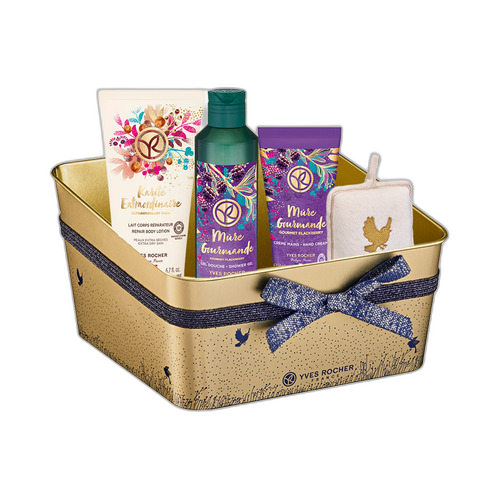 Karité
Extraordinaire
LAIT CORPS RÉPARATEUR
REPAIR BODY LOTION
PEAUX EXTRA SÈCHES
EXTRA DRY SKIN
YVES ROCHER
6.7 fl. oz
Mûre
Gourmande
GOURMET BLACKBERRY
GEL DOUCHE - SHOWER GEL
YVES ROCHER
Mûre
Gourmande
GOURMET BLACKBERRY
CRÈME MAINS - HAND CREAM
YVES ROCHER
YVES ROCHER
FRANCE